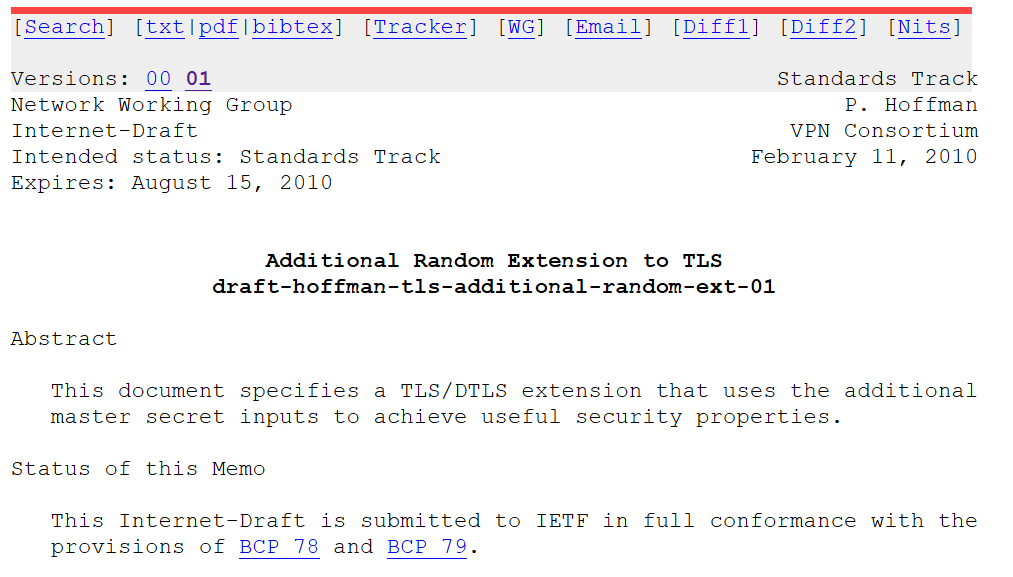 [Search] [txt|pdf|bibtex] [Tracker] [WG] [Email] [Diff1] [Diff2] [Nits]
Versions: 00 01 Standards Track
Network Working Group P. Hoffman
Internet-Draft VPN Consortium
Intended status: Standards Track February 11, 2010
Expires: August 15, 2010
Additional Random Extension to TLS
draft-hoffman-tls-additional-random-ext-01
Abstract
This document specifies a TLS/DTLS extension that uses the additional
master secret inputs to achieve useful security properties.
Status of this Memo
This Internet-Draft is submitted to IETF in full conformance with the
provisions of BCP 78 and BCP 79.